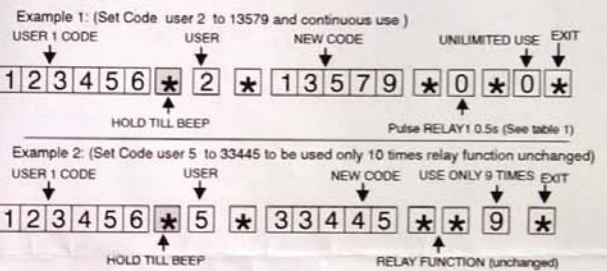 Example 1: (Set Code user 2 to 13579 and continuous use )
USER 1 CODE USER NEW CODE UNILIMITED USE EXIT
1 2 3 4 5 6 * 2 * 1 3 5 7 9 * 0 * 0 *
HOLD TILL BEEP Pulse RELAY1 0.5s (See table 1)
Example 2: (Set Code user 5 to 33445 to be used only 10 times relay function unchanged)
USER 1 CODE USER NEW CODE USE ONLY 9 TIMES EXIT
1 2 3 4 5 6 * 5 * 3 3 4 4 5 * * 9 *
HOLD TILL BEEP RELAY FUNCTION (unchanged)